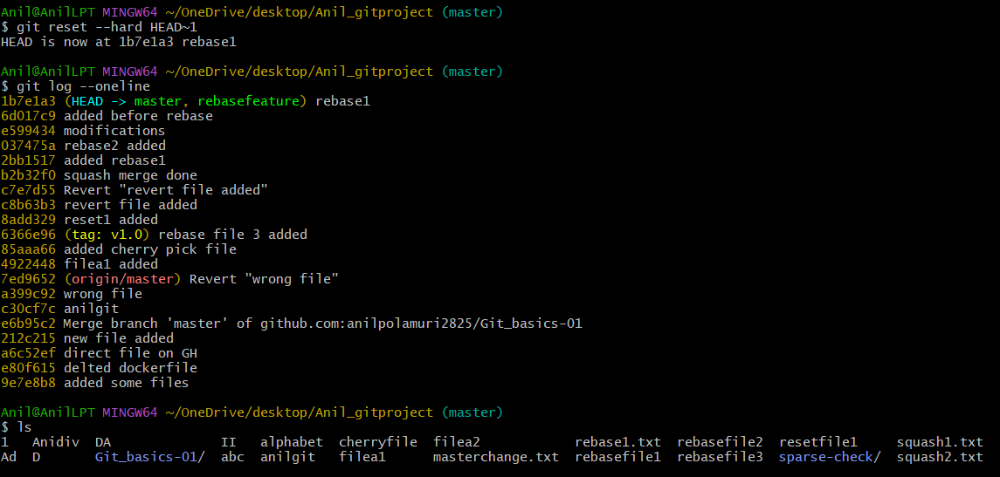 Anil@AnilLPT MINGW64 ~/OneDrive/desktop/Anil_gitproject (master)
$ git reset --hard HEAD~1
HEAD is now at 1b7e1a3 rebase1
Anil@AnilLPT MINGW64 ~/OneDrive/desktop/Anil_gitproject (master)
$ git log --oneline
1b7e1a3 (HEAD -> master, rebasefeature) rebase1
6d017c9 added before rebase
e599434 modifications
037475a rebase2 added
2bb1517 added rebase1
b2b32f0 squash merge done
c7e7d55 Revert "revert file added"
c8b63b3 revert file added
8add329 reset1 added
6366e96 (tag: v1.0) rebase file 3 added
85aaa66 added cherry pick file
4922448 filea1 added
7ed9652 (origin/master) Revert "wrong file"
a399c92 wrong file
c30cf7c anilgit
e6b95c2 Merge branch 'master' of github.com:anilpolamuri2825/Git_basics-01
212c215 new file added
a6c52ef direct file on GH
e80f615 delted dockerfile
9e7e8b8 added some files
Anil@AnilLPT MINGW64 ~/OneDrive/desktop/Anil_gitproject (master)
$ ls
1 Anidiv DA II alphabet cherryfile filea2 rebase1.txt rebasefile2 resetfile1 squash1.txt
Ad D Git_basics-01/ abc anilgit filea1 masterchange.txt rebasefile1 rebasefile3 sparse-check/ squash2.txt